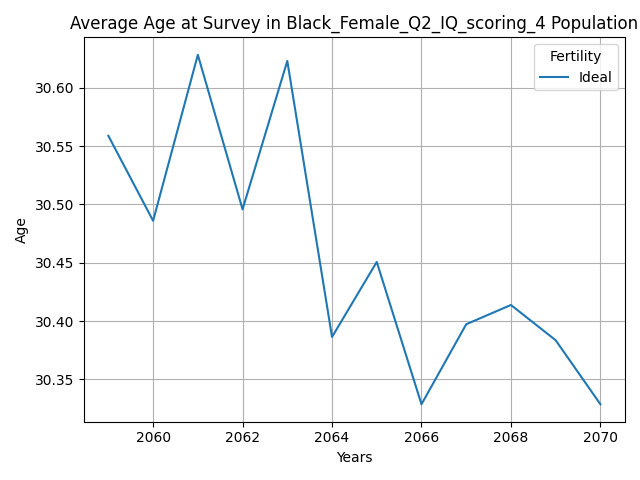 Average Age at Survey in Black_Female_Q2_IQ_scoring_4 Population
Fertility
Ideal
30.60
30.55
30.50
30.45
30.40
30.35
Age
2060 2062 2064 2066 2068 2070
Years